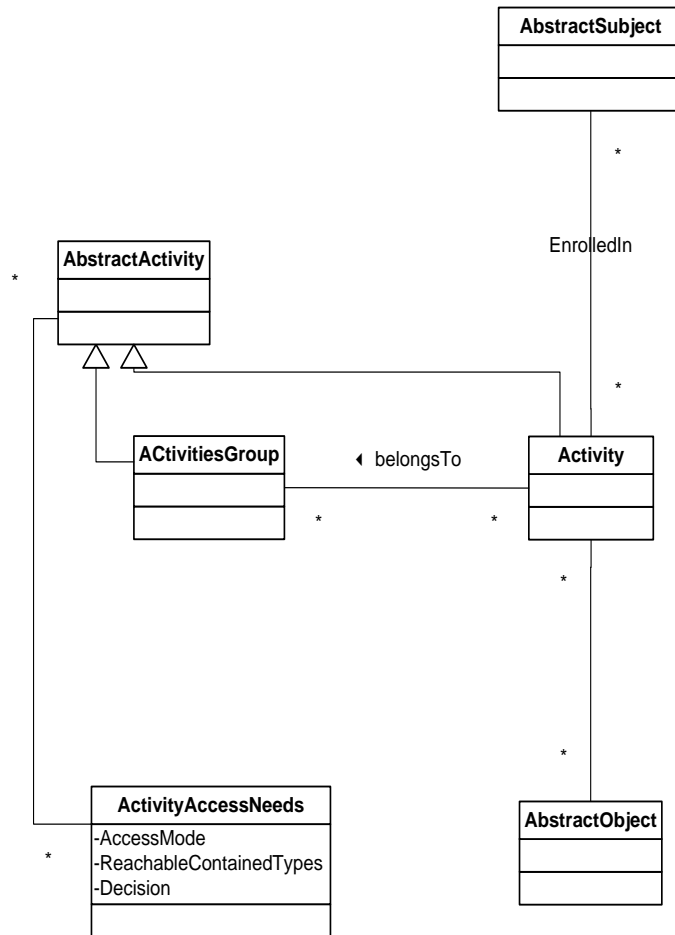 AbstractSubject
*
EnrolledIn
AbstractActivity
*
*
ACtivitiesGroup
◄ belongsTo
Activity
*
*
*
*
ActivityAccessNeeds
-AccessMode
-ReachableContainedTypes
-Decision
*
AbstractObject